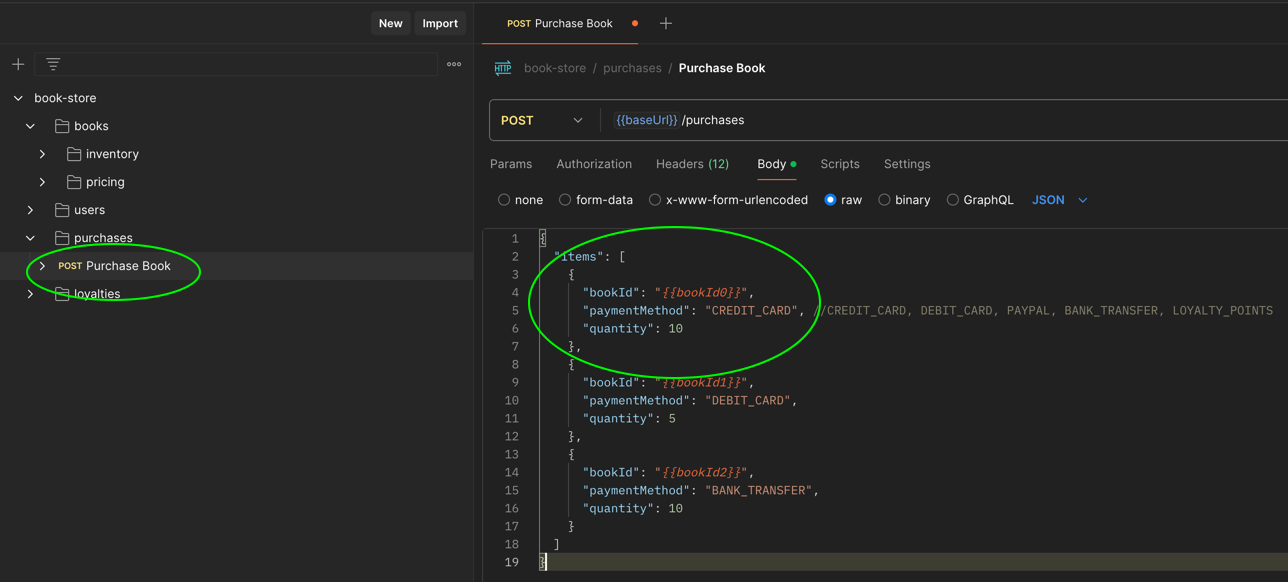 New Import
POST Purchase Book
book-store / purchases / Purchase Book
book-store
books
inventory
pricing
users
purchases
POST Purchase Book
loyalties
POST {{baseUrl}} /purchases
Params Authorization Headers (12) Body Scripts Settings
none form-data x-www-form-urlencoded raw binary GraphQL JSON
1 {
2 "items": [
3 {
4 "bookId": "{{bookId0}}",
5 "paymentMethod": "CREDIT_CARD", //CREDIT_CARD, DEBIT_CARD, PAYPAL, BANK_TRANSFER, LOYALTY_POINTS
6 "quantity": 10
7 },
8 {
9 "bookId": "{{bookId1}}",
10 "paymentMethod": "DEBIT_CARD",
11 "quantity": 5
12 },
13 {
14 "bookId": "{{bookId2}}",
15 "paymentMethod": "BANK_TRANSFER",
16 "quantity": 10
17 }
18 ]
19 }
HTTP